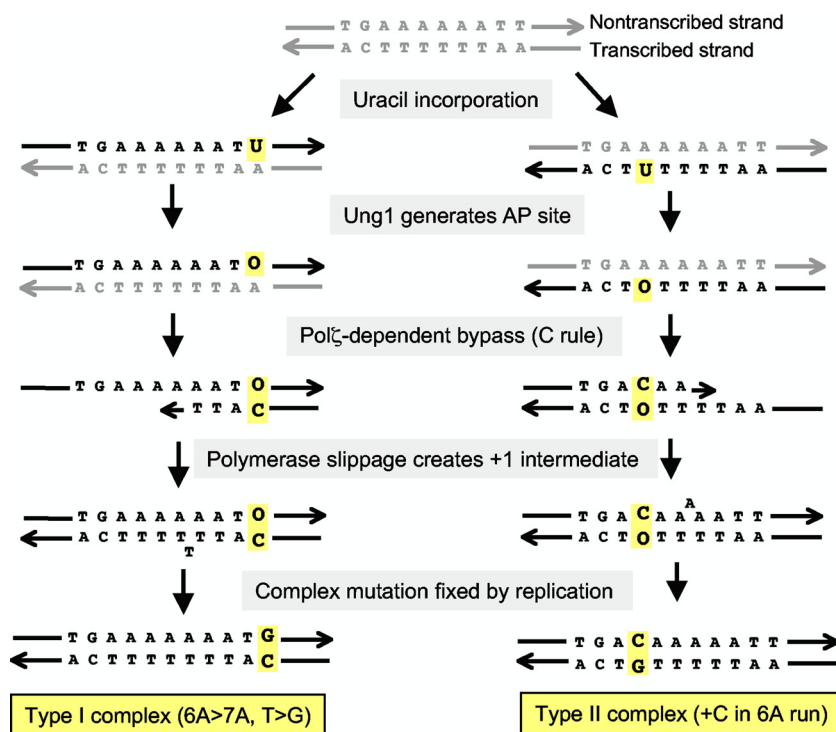 T G A A A A A A T T Nontranscribed strand
A C T T T T T T A A Transcribed strand
Uracil incorporation
T G A A A A A A T U
A C T T T T T T A A
T G A A A A A A T T
A C T U T T T T A A
Ung1 generates AP site
T G A A A A A A T O
A C T T T T T T A A
T G A A A A A A T T
A C T O T T T T A A
Polζ-dependent bypass (C rule)
T G A A A A A A T O
T T A C
T G A C A A
A C T O T T T T A A
Polymerase slippage creates +1 intermediate
T G A A A A A A T O
A C T T T T T T A C
T
A
T G A C A A A A T T
A C T O T T T T A A
Complex mutation fixed by replication
T G A A A A A A A T G
A C T T T T T T T A C
T G A C A A A A A T T
A C T G T T T T T A A
Type I complex (6A>7A, T>G)
Type II complex (+C in 6A run)